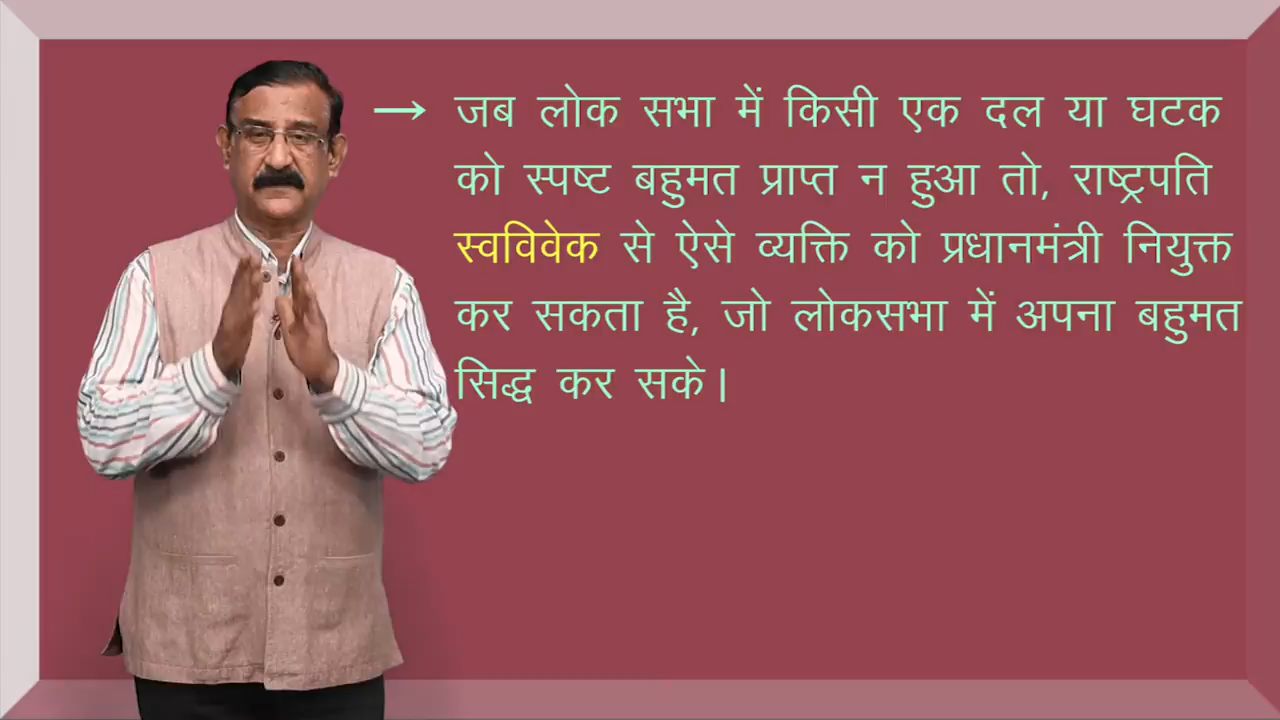 → जब लोक सभा में किसी एक दल या घटक
को स्पष्ट बहुमत प्राप्त न हुआ तो, राष्ट्रपति
स्वविवेक से ऐसे व्यक्ति को प्रधानमंत्री नियुक्त
कर सकता है, जो लोकसभा में अपना बहुमत
सिद्ध कर सके।